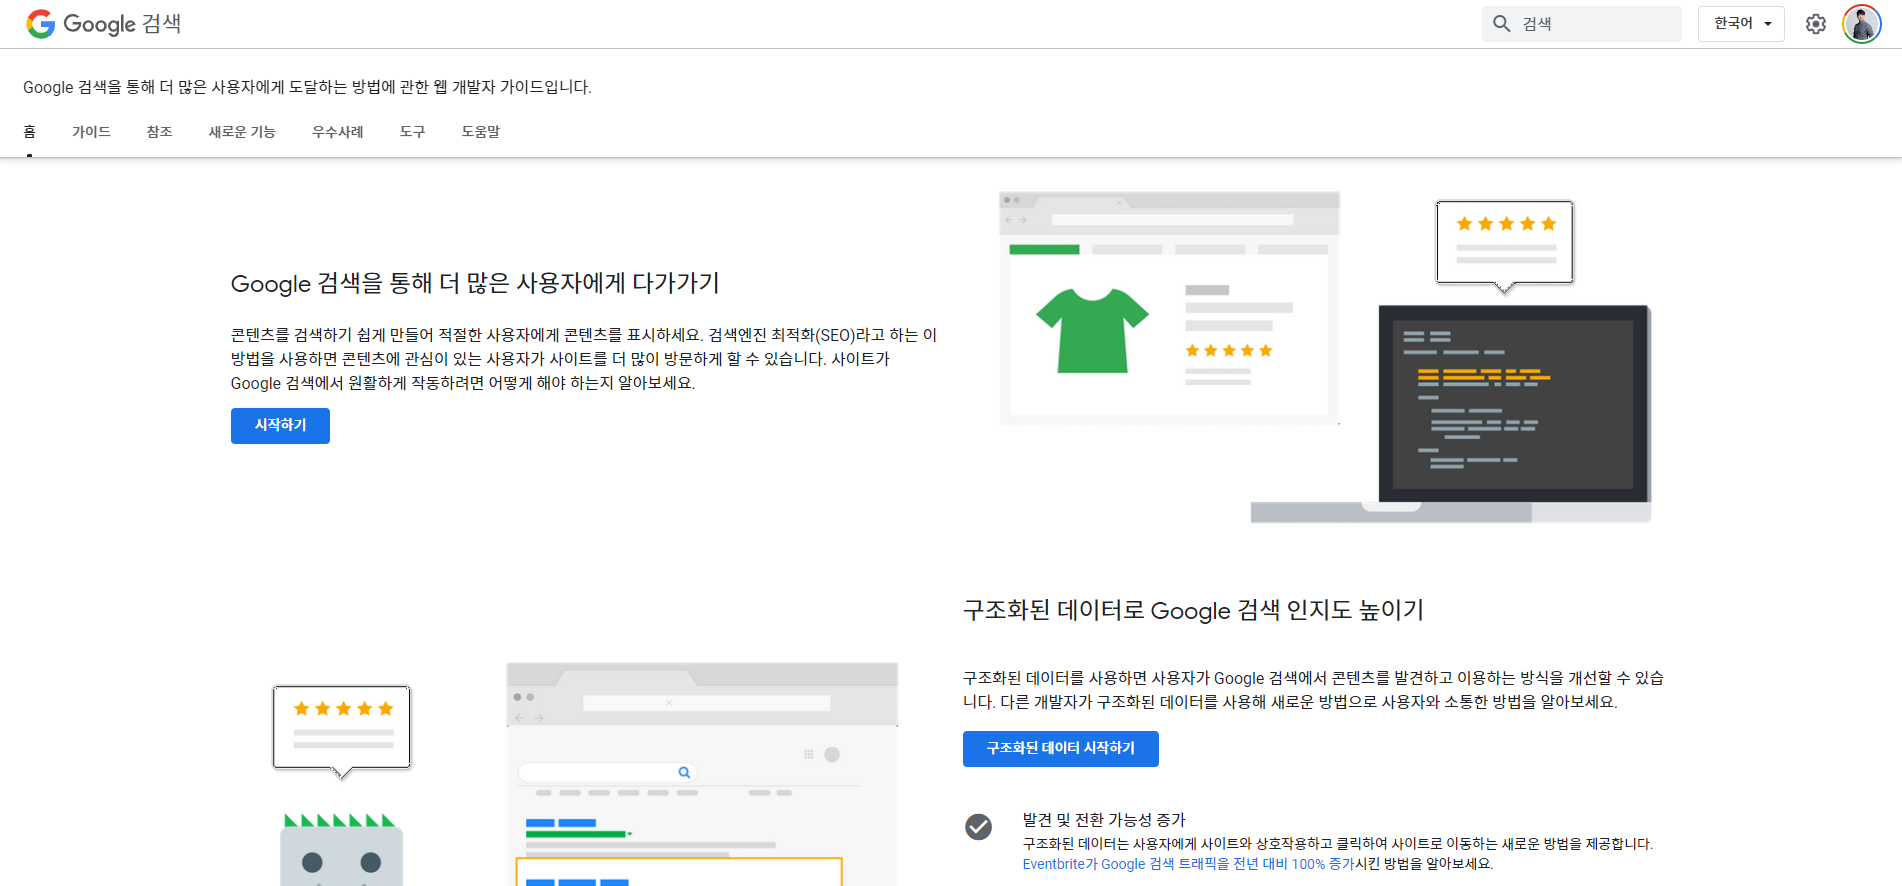 Google 검색
검색
한국어
Google 검색을 통해 더 많은 사용자에게 도달하는 방법에 관한 웹 개발자 가이드입니다.
홈 가이드 참조 새로운 기능 우수사례 도구 도움말
Google 검색을 통해 더 많은 사용자에게 다가가기
콘텐츠를 검색하기 쉽게 만들어 적절한 사용자에게 콘텐츠를 표시하세요. 검색엔진 최적화(SEO)라고 하는 이
방법을 사용하면 콘텐츠에 관심이 있는 사용자가 사이트를 더 많이 방문하게 할 수 있습니다. 사이트가
Google 검색에서 원활하게 작동하려면 어떻게 해야 하는지 알아보세요.
시작하기
구조화된 데이터로 Google 검색 인지도 높이기
구조화된 데이터를 사용하면 사용자가 Google 검색에서 콘텐츠를 발견하고 이용하는 방식을 개선할 수 있습
니다. 다른 개발자가 구조화된 데이터를 사용해 새로운 방법으로 사용자와 소통한 방법을 알아보세요.
구조화된 데이터 시작하기
발견 및 전환 가능성 증가
구조화된 데이터는 사용자에게 사이트와 상호작용하고 클릭하여 사이트로 이동하는 새로운 방법을 제공합니다.
Eventbrite가 Google 검색 트래픽을 전년 대비 100% 증가시킨 방법을 알아보세요.